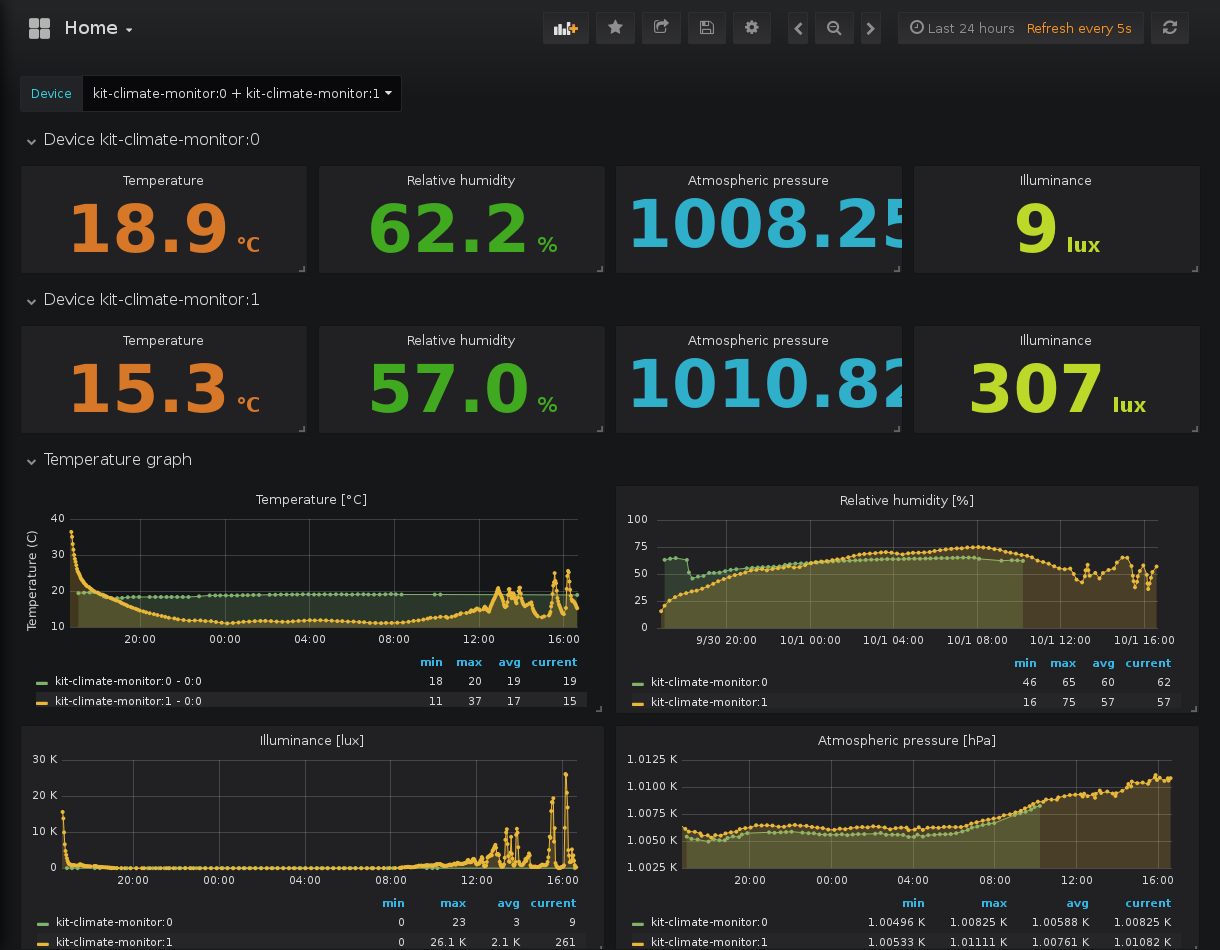 Home
Last 24 hours Refresh every 5s
Device kit-climate-monitor:0 + kit-climate-monitor:1
Device kit-climate-monitor:0
Temperature
18.9 °C
Relative humidity
62.2 %
Atmospheric pressure
1008.25
Illuminance
9 lux
Device kit-climate-monitor:1
Temperature
15.3 °C
Relative humidity
57.0 %
Atmospheric pressure
1010.82
Illuminance
307 lux
Temperature graph
Temperature [°C]
Temperature (C)
40
30
20
10
20:00 00:00 04:00 08:00 12:00 16:00
min max avg current
kit-climate-monitor:0 - 0:0 18 20 19 19
kit-climate-monitor:1 - 0:0 11 37 17 15
Relative humidity [%]
100
75
50
25
0
9/30 20:00 10/1 00:00 10/1 04:00 10/1 08:00 10/1 12:00 10/1 16:00
min max avg current
kit-climate-monitor:0 46 65 60 62
kit-climate-monitor:1 16 75 57 57
Illuminance [lux]
30 K
20 K
10 K
0
20:00 00:00 04:00 08:00 12:00 16:00
min max avg current
kit-climate-monitor:0 0 23 3 9
kit-climate-monitor:1 0 26.1 K 2.1 K 261
Atmospheric pressure [hPa]
1.0125 K
1.0100 K
1.0075 K
1.0050 K
1.0025 K
20:00 00:00 04:00 08:00 12:00 16:00
min max avg current
kit-climate-monitor:0 1.00496 K 1.00825 K 1.00588 K 1.00825 K
kit-climate-monitor:1 1.00533 K 1.01111 K 1.00761 K 1.01082 K